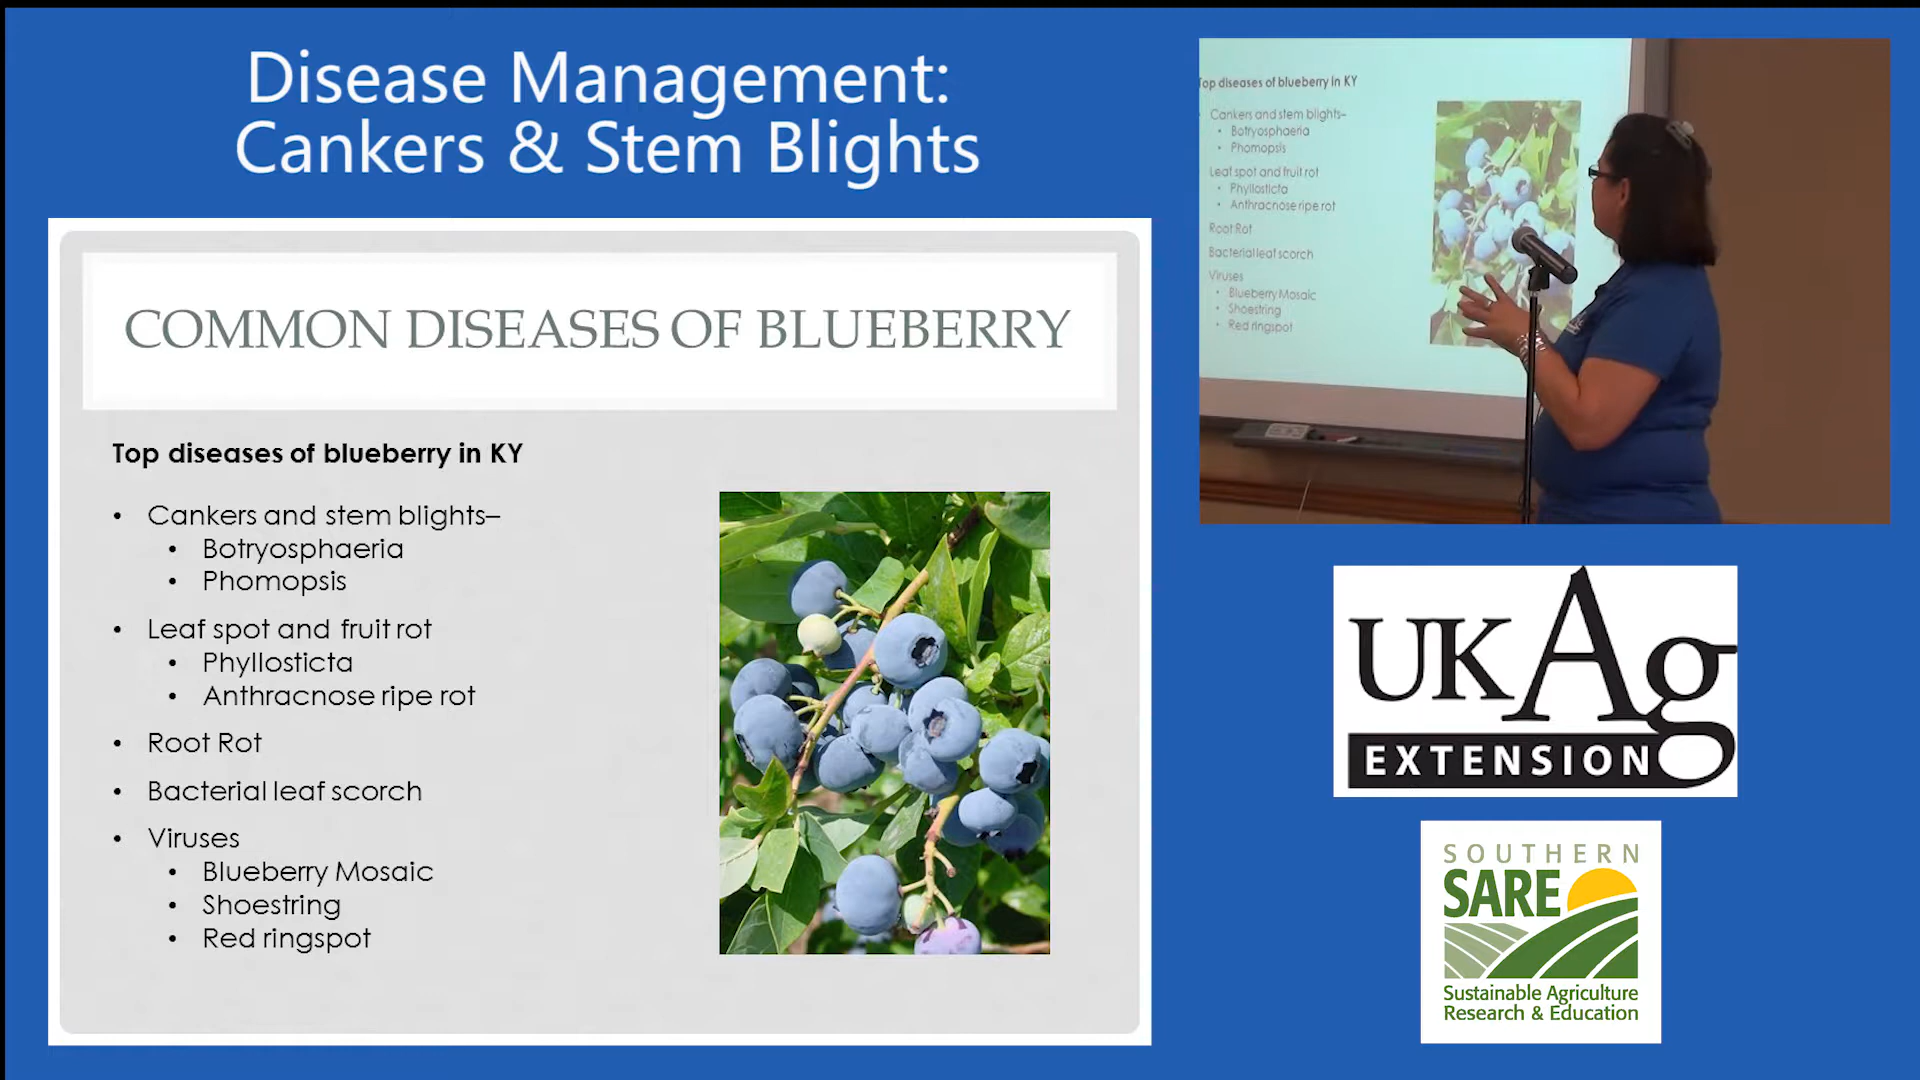 Disease Management:
Cankers & Stem Blights
COMMON DISEASES OF BLUEBERRY
Top diseases of blueberry in KY
• Cankers and stem blights–
• Botryosphaeria
• Phomopsis
• Leaf spot and fruit rot
• Phyllosticta
• Anthracnose ripe rot
• Root Rot
• Bacterial leaf scorch
• Viruses
• Blueberry Mosaic
• Shoestring
• Red ringspot
Top diseases of blueberry in KY
Cankers and stem blights–
• Botryosphaeria
• Phomopsis
Leaf spot and fruit rot
• Phyllosticta
• Anthracnose ripe rot
Root Rot
Bacterial leaf scorch
Viruses
• Blueberry Mosaic
• Shoestring
• Red ringspot
UKAg
EXTENSION
SOUTHERN
SARE
Sustainable Agriculture
Research & Education